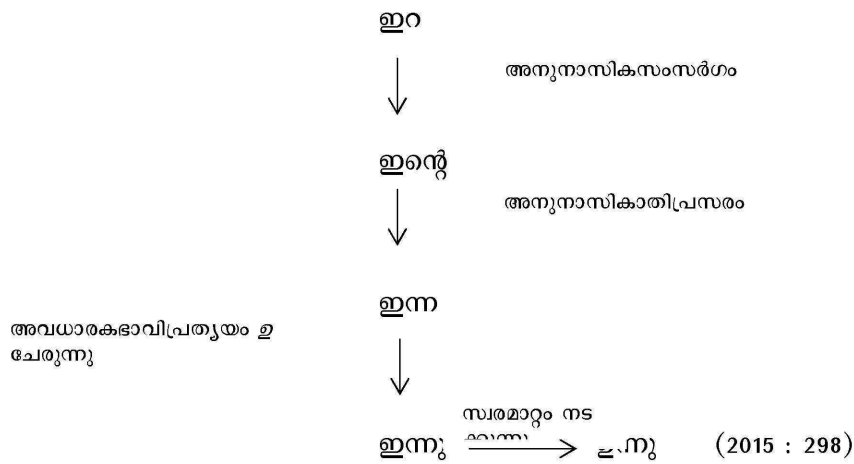 ഇറ
അനുനാസികസംസർഗം
ഇന്റെ
അനുനാസികാതിപ്രസരം
ഇന്ന
അവധാരകഭാവിപ്രത്യയം ഉ
ചേരുന്നു
സ്വരമാറ്റം നട
ഇന്നു (2015 : 298)